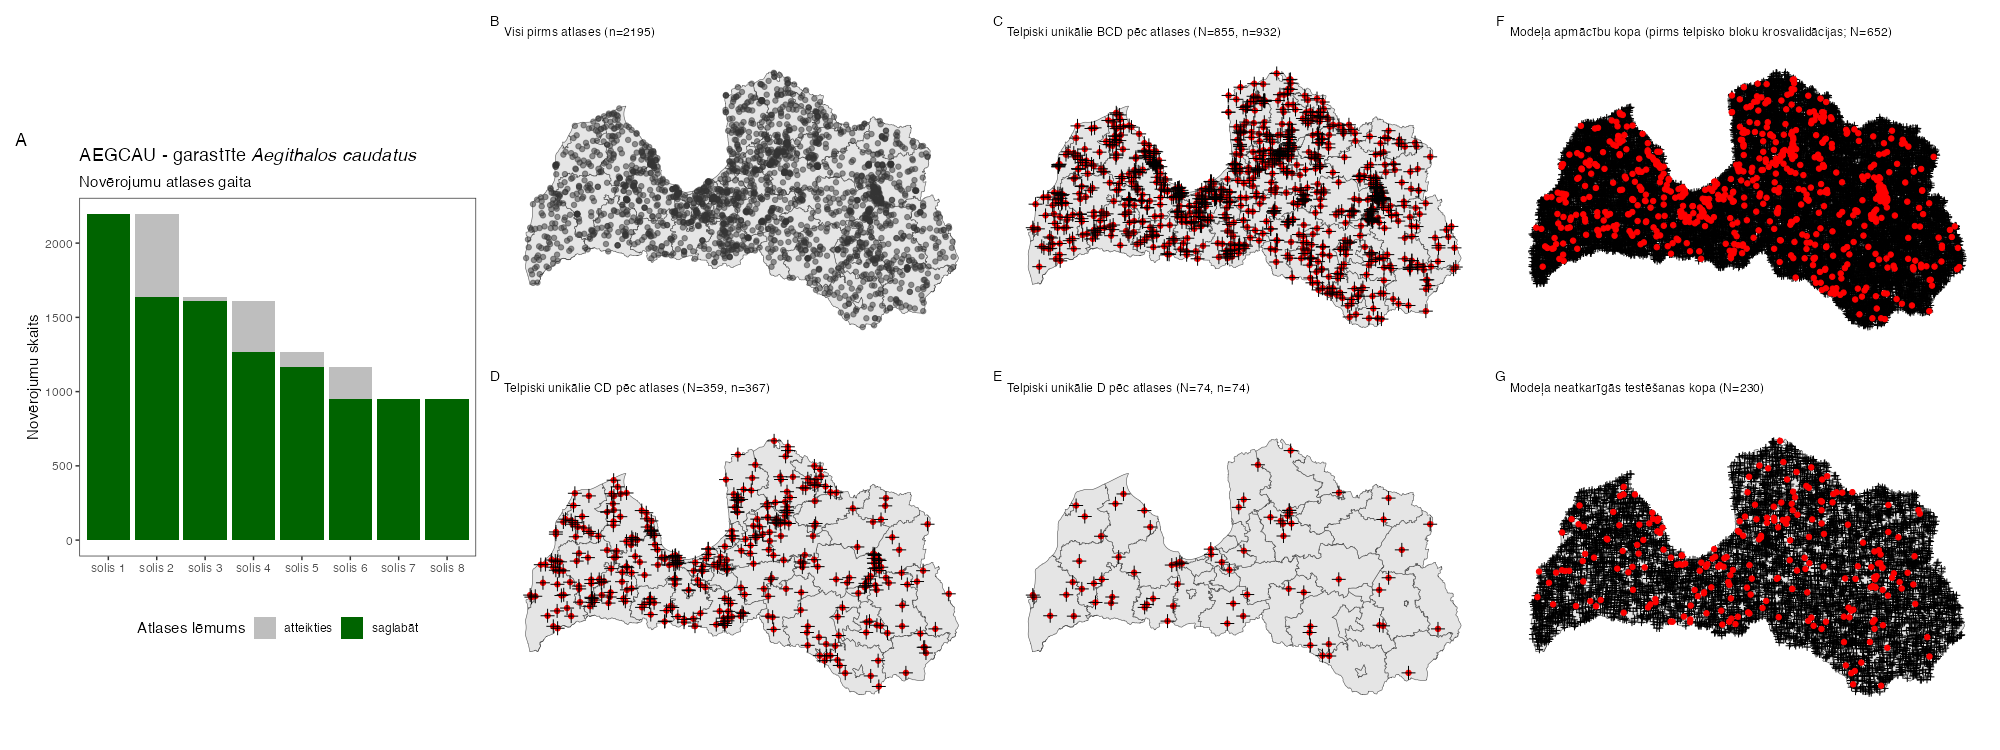 A
AEGCAU - garastīte Aegithalos caudatus
Novērojumu atlases gaita
Novērojumu skaits
2000
1500
1000
500
0
solis 1
solis 2
solis 3
solis 4
solis 5
solis 6
solis 7
solis 8
Atlases lēmums
atteikties
saglabāt
B
Visi pirms atlases (n=2195)
C
Telpiski unikālie BCD pēc atlases (N=855, n=932)
F
Modeļa apmācību kopa (pirms telpisko bloku krosvalidācijas; N=652)
D
Telpiski unikālie CD pēc atlases (N=359, n=367)
E
Telpiski unikālie D pēc atlases (N=74, n=74)
G
Modeļa neatkarīgās testēšanas kopa (N=230)